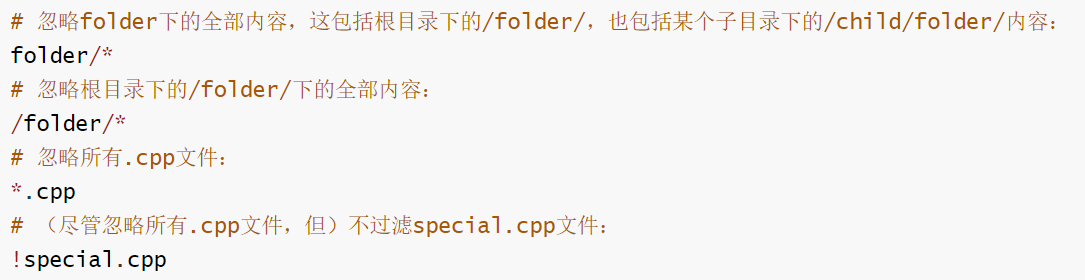 # 忽略folder下的全部内容，这包括根目录下的/folder/，也包括某个子目录下的/child/folder/内容：
folder/*
# 忽略根目录下的/folder/下的全部内容：
/folder/*
# 忽略所有.cpp文件：
*.cpp
# （尽管忽略所有.cpp文件，但）不过滤special.cpp文件：
!special.cpp